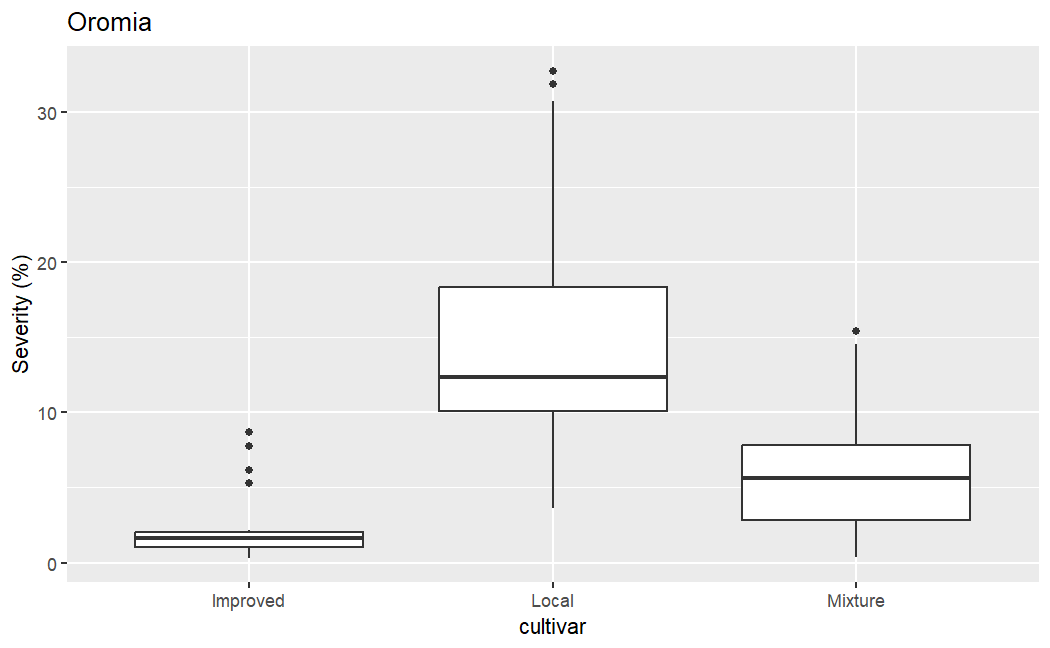 Oromia
Severity (%)
30
20
10
0
Improved Local Mixture
cultivar